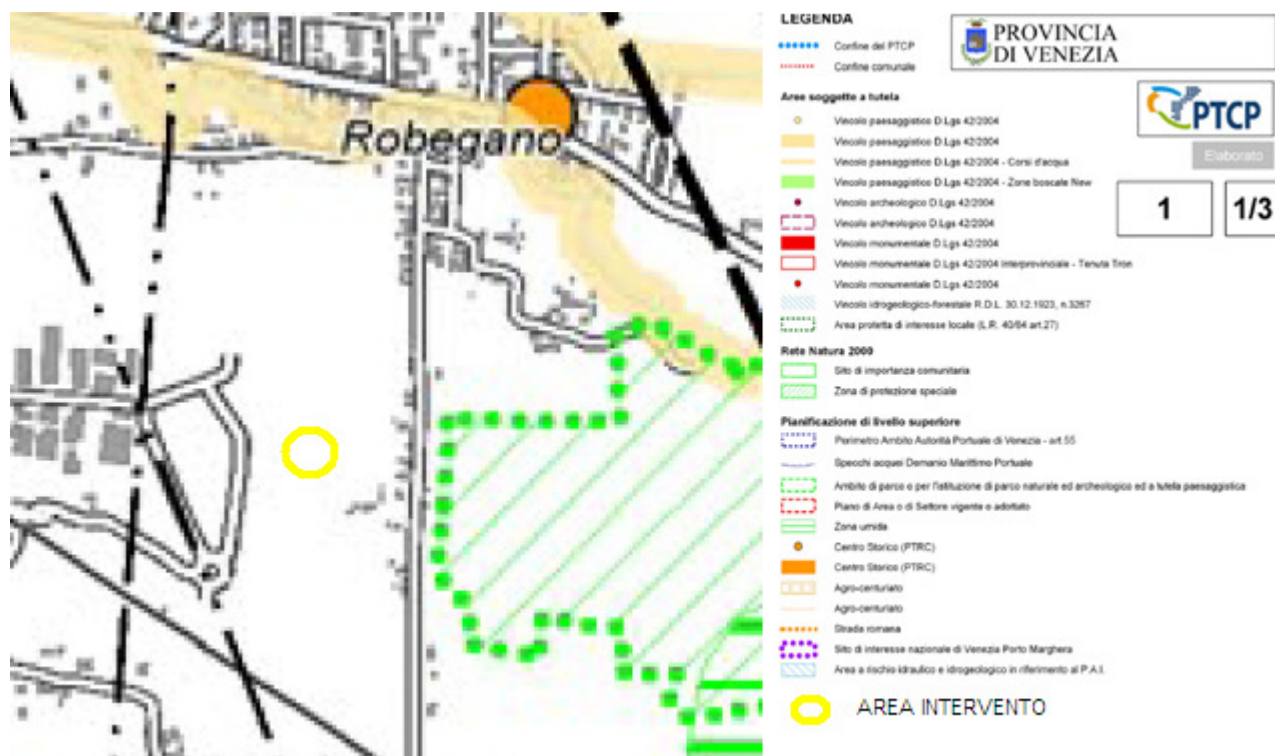 Robegano
LEGENDA
Confine del PTCP
Confine comunale
PROVINCIA
DI VENEZIA
PTCP
Elaborato
1
1/3
Aree soggette a tutela
Vincolo paesaggistico D.Lgs 42/2004
Vincolo paesaggistico D.Lgs 42/2004
Vincolo paesaggistico D.Lgs 42/2004 - Corsi d'acqua
Vincolo paesaggistico D.Lgs 42/2004 - Zone boscate New
Vincolo archeologico D.Lgs 42/2004
Vincolo archeologico D.Lgs 42/2004
Vincolo monumentale D.Lgs 42/2004
Vincolo monumentale D.Lgs 42/2004 interprovinciale - Tenuta Tron
Vincolo monumentale D.Lgs 42/2004
Vincolo idrogeologico-forestale R.D.L. 30.12.1923, n.3267
Area protetta di interesse locale (L.R. 40/84 art.27)
Rete Natura 2000
Sito di importanza comunitaria
Zona di protezione speciale
Pianificazione di livello superiore
Perimetro Ambito Autorità Portuale di Venezia - art.55
Specchi acquei Demanio Marittimo Portuale
Ambito di parco o per l'istituzione di parco naturale ed archeologico ed a tutela paesaggistica
Piano di Area o di Settore vigente o adottato
Zona umida
Centro Storico (PTRC)
Centro Storico (PTRC)
Agro-centuriato
Agro-centuriato
Strada romana
Sito di interesse nazionale di Venezia Porto Marghera
Area a rischio idraulico e idrogeologico in riferimento al P.A.I.
AREA INTERVENTO